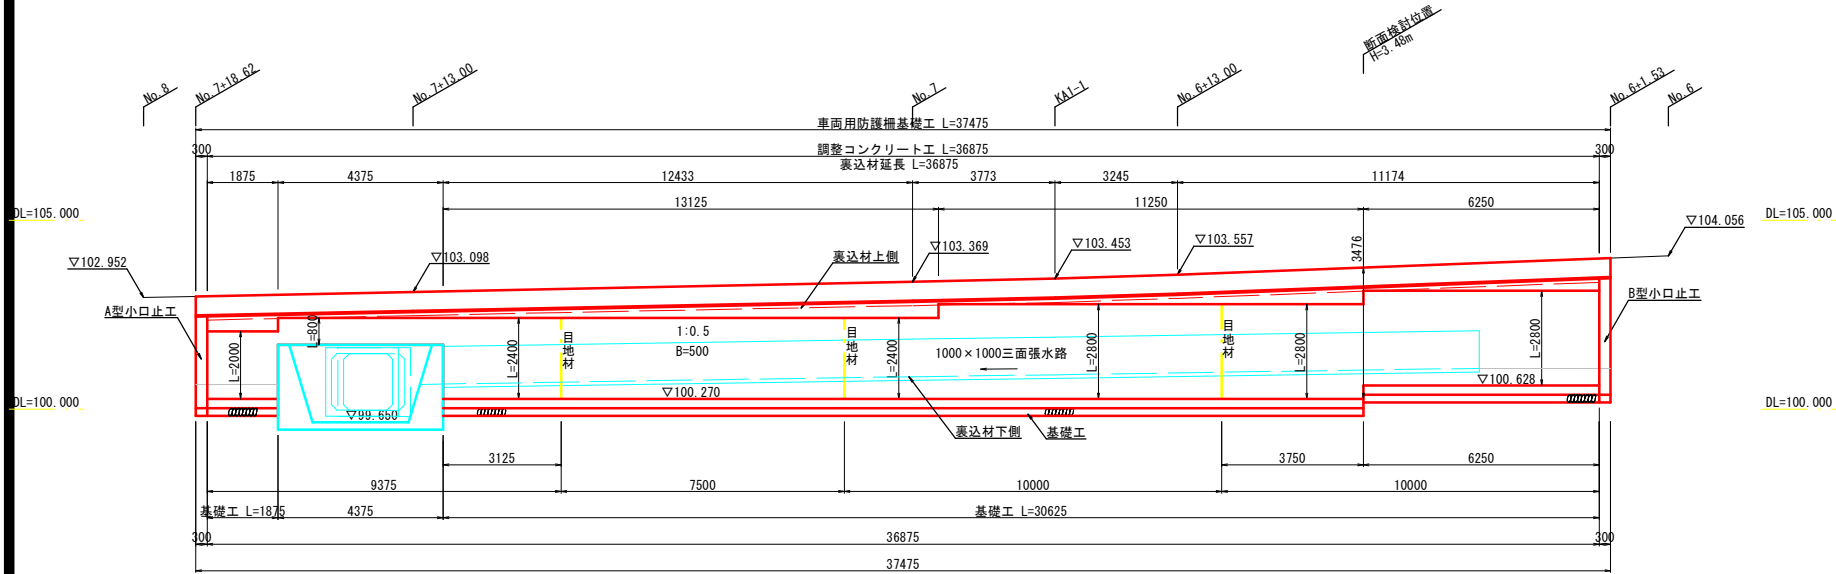 断面検討位置
H=3.48m
No.8
No.7+18.62
No.7+13.00
No.7
KA1-1
No.6+13.00
No.6+1.53
No.6
車両用防護柵基礎工 L=37475
300
調整コンクリート工 L=36875
300
裏込材延長 L=36875
1875
4375
12433
3773
3245
11174
13125
11250
6250
DL=105.000
DL=105.000
▽104.056
▽102.952
▽103.098
▽103.369
▽103.453
▽103.557
3476
裏込材上側
A型小口止工
B型小口止工
L=800
L=2000
L=2400
目地材
1:0.5
B=500
目地材
L=2400
1000×1000三面張水路
L=2800
目地材
L=2800
L=2800
▽100.628
▽100.270
▽99.650
DL=100.000
DL=100.000
裏込材下側
基礎工
3125
3750
6250
9375
7500
10000
10000
基礎工 L=1875
4375
基礎工 L=30625
300
36875
300
37475